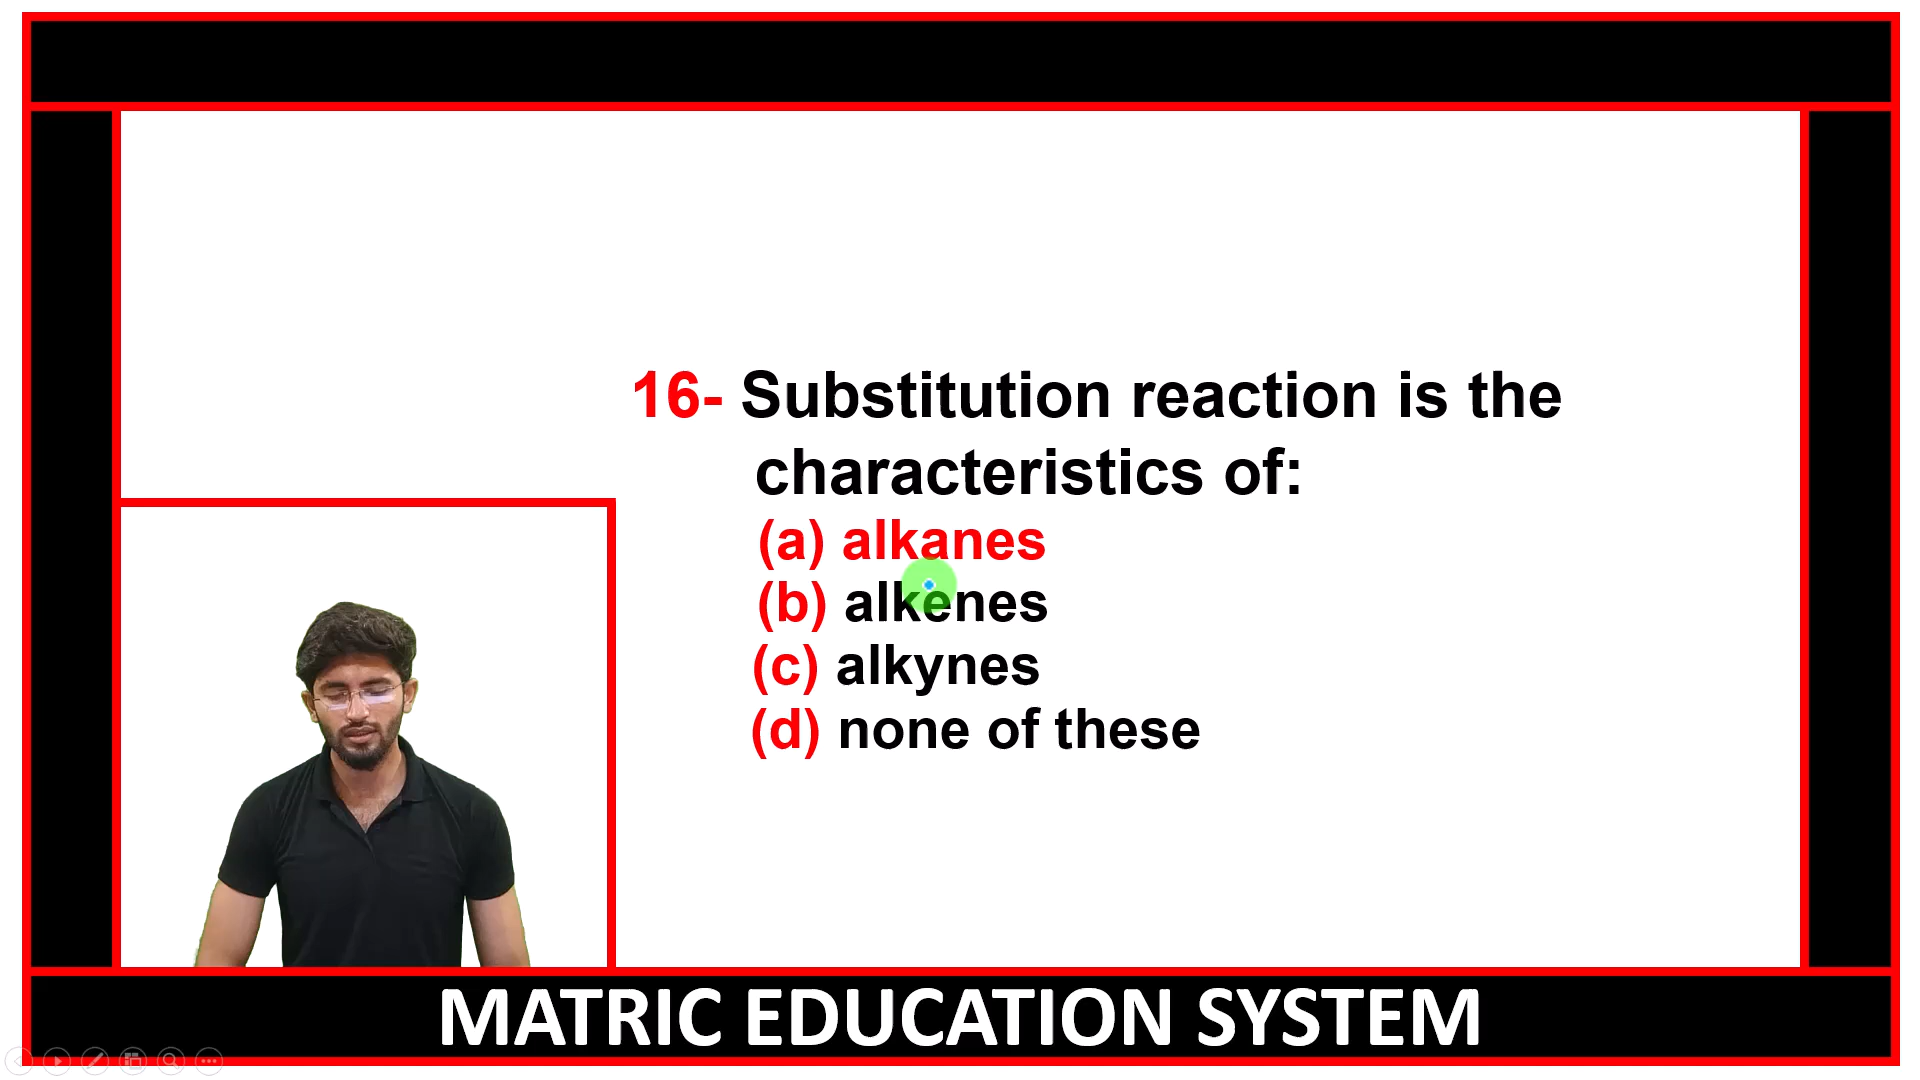 16- Substitution reaction is the
characteristics of:
(a) alkanes
(b) alkenes
(c) alkynes
(d) none of these
MATRIC EDUCATION SYSTEM